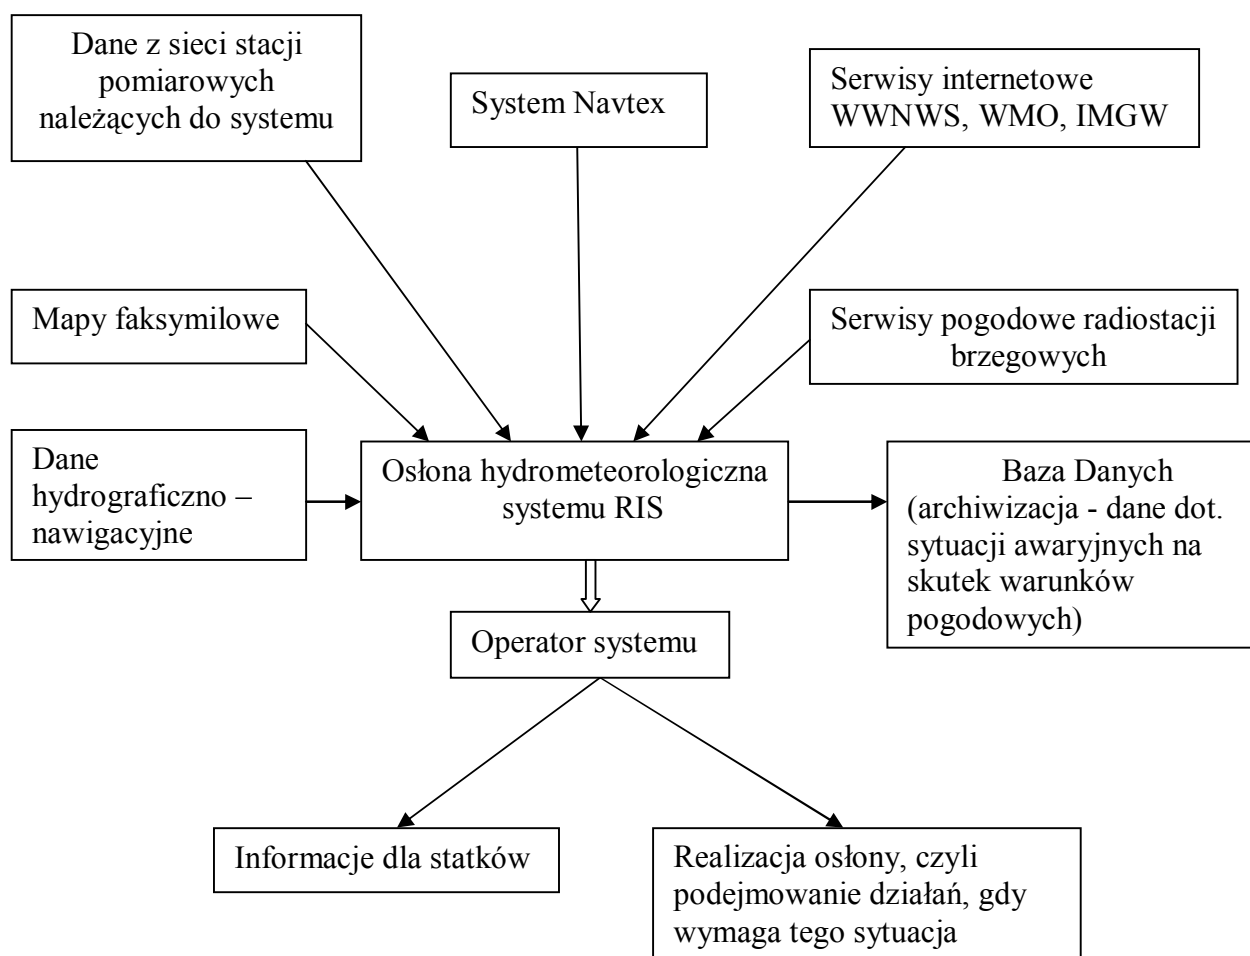 Dane z sieci stacji
pomiarowych
należących do systemu
System Navtex
Serwisy internetowe
WWNWS, WMO, IMGW
Mapy faksymilowe
Serwisy pogodowe radiostacji
brzegowych
Dane
hydrograficzno –
nawigacyjne
Osłona hydrometeorologiczna
systemu RIS
Baza Danych
(archiwizacja - dane dot.
sytuacji awaryjnych na
skutek warunków
pogodowych)
Operator systemu
Informacje dla statków
Realizacja osłony, czyli
podejmowanie działań, gdy
wymaga tego sytuacja